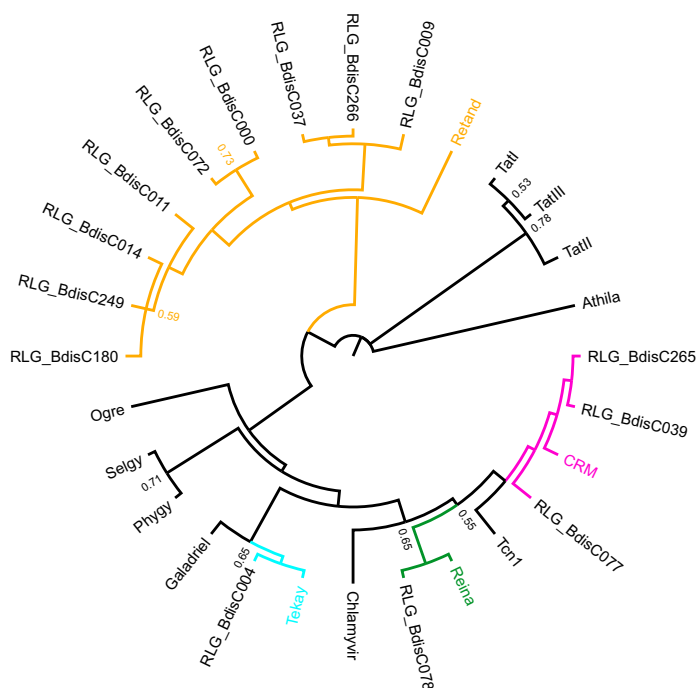 RLG_BdisC180
RLG_BdisC249
RLG_BdisC014
RLG_BdisC011
RLG_BdisC072
RLG_BdisC000
RLG_BdisC037
RLG_BdisC266
RLG_BdisC009
Retand
TatI
TatIII
TatII
Athila
RLG_BdisC265
RLG_BdisC039
CRM
RLG_BdisC077
Tcn1
Reina
RLG_BdisC078
Chlamyvir
Tekay
RLG_BdisC004
Galadriel
Phygy
Selgy
Ogre
0.73
0.59
0.53
0.78
0.71
0.65
0.65
0.55